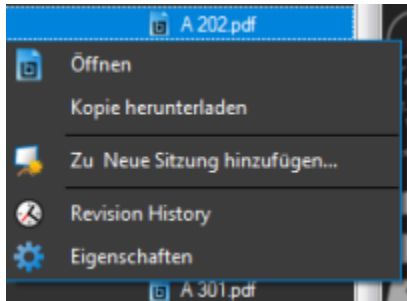 A 202.pdf
Öffnen
Kopie herunterladen
Zu  Neue Sitzung hinzufügen...
Revision History
Eigenschaften
A 301.pdf